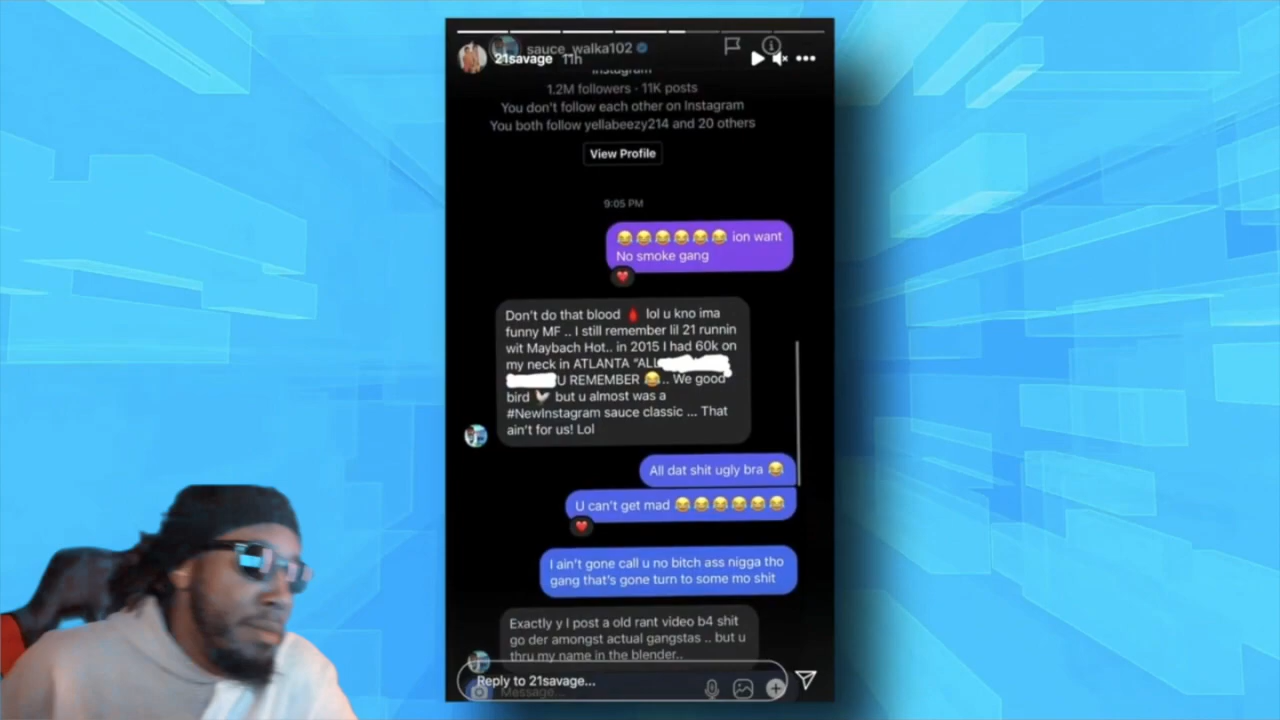 sauce_walka102
21savage 11h
Instagram
1.2M followers · 11K posts
You don't follow each other on Instagram
You both follow yellabeezy214 and 20 others
View Profile
9:05 PM
😂😂😂😂😂😂 ion want
No smoke gang
Don't do that blood 🩸 lol u kno ima
funny MF .. I still remember lil 21 runnin
wit Maybach Hot.. in 2015 I had 60k on
my neck in ATLANTA “ALL
U REMEMBER 😂.. We good
bird 🐓 but u almost was a
#NewInstagram sauce classic ... That
ain't for us! Lol
All dat shit ugly bra 😂
U can't get mad 😂😂😂😂😂😂
I ain't gone call u no bitch ass nigga tho
gang that's gone turn to some mo shit
Exactly y I post a old rant video b4 shit
go der amongst actual gangstas .. but u
thru my name in the blender..
Reply to 21savage...
Message...